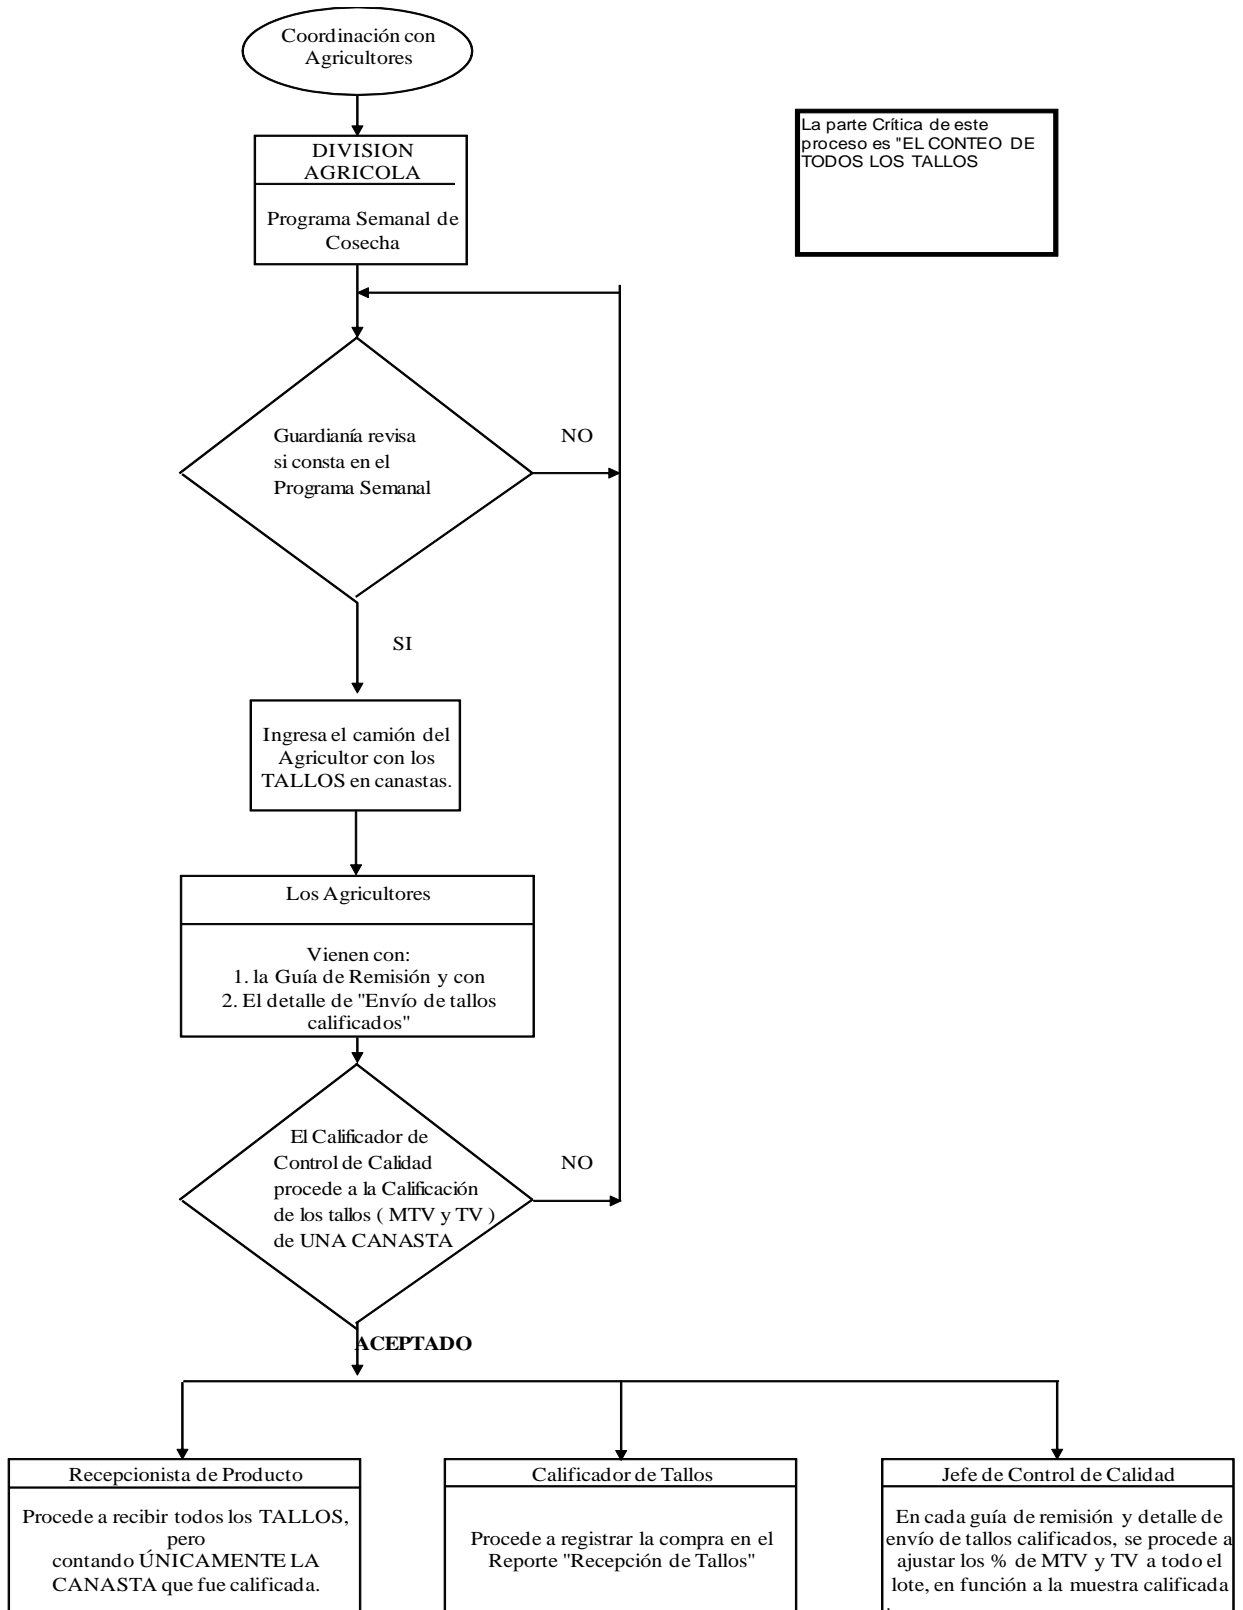 Coordinación con
Agricultores
La parte Crítica de este
proceso es "EL CONTEO DE
TODOS LOS TALLOS
DIVISION
AGRICOLA
Programa Semanal de
Cosecha
Guardianía revisa
si consta en el
Programa Semanal
NO
SI
Ingresa el camión del
Agricultor con los
TALLOS en canastas.
Los Agricultores
Vienen con:
1. la Guía de Remisión y con
2. El detalle de "Envío de tallos
calificados"
El Calificador de
Control de Calidad
procede a la Calificación
de los tallos ( MTV y TV )
de UNA CANASTA
NO
ACEPTADO
Recepcionista de Producto
Procede a recibir todos los TALLOS,
pero
contando ÚNICAMENTE LA
CANASTA que fue calificada.
Calificador de Tallos
Procede a registrar la compra en el
Reporte "Recepción de Tallos"
Jefe de Control de Calidad
En cada guía de remisión y detalle de
envío de tallos calificados, se procede a
ajustar los % de MTV y TV a todo el
lote, en función a la muestra calificada